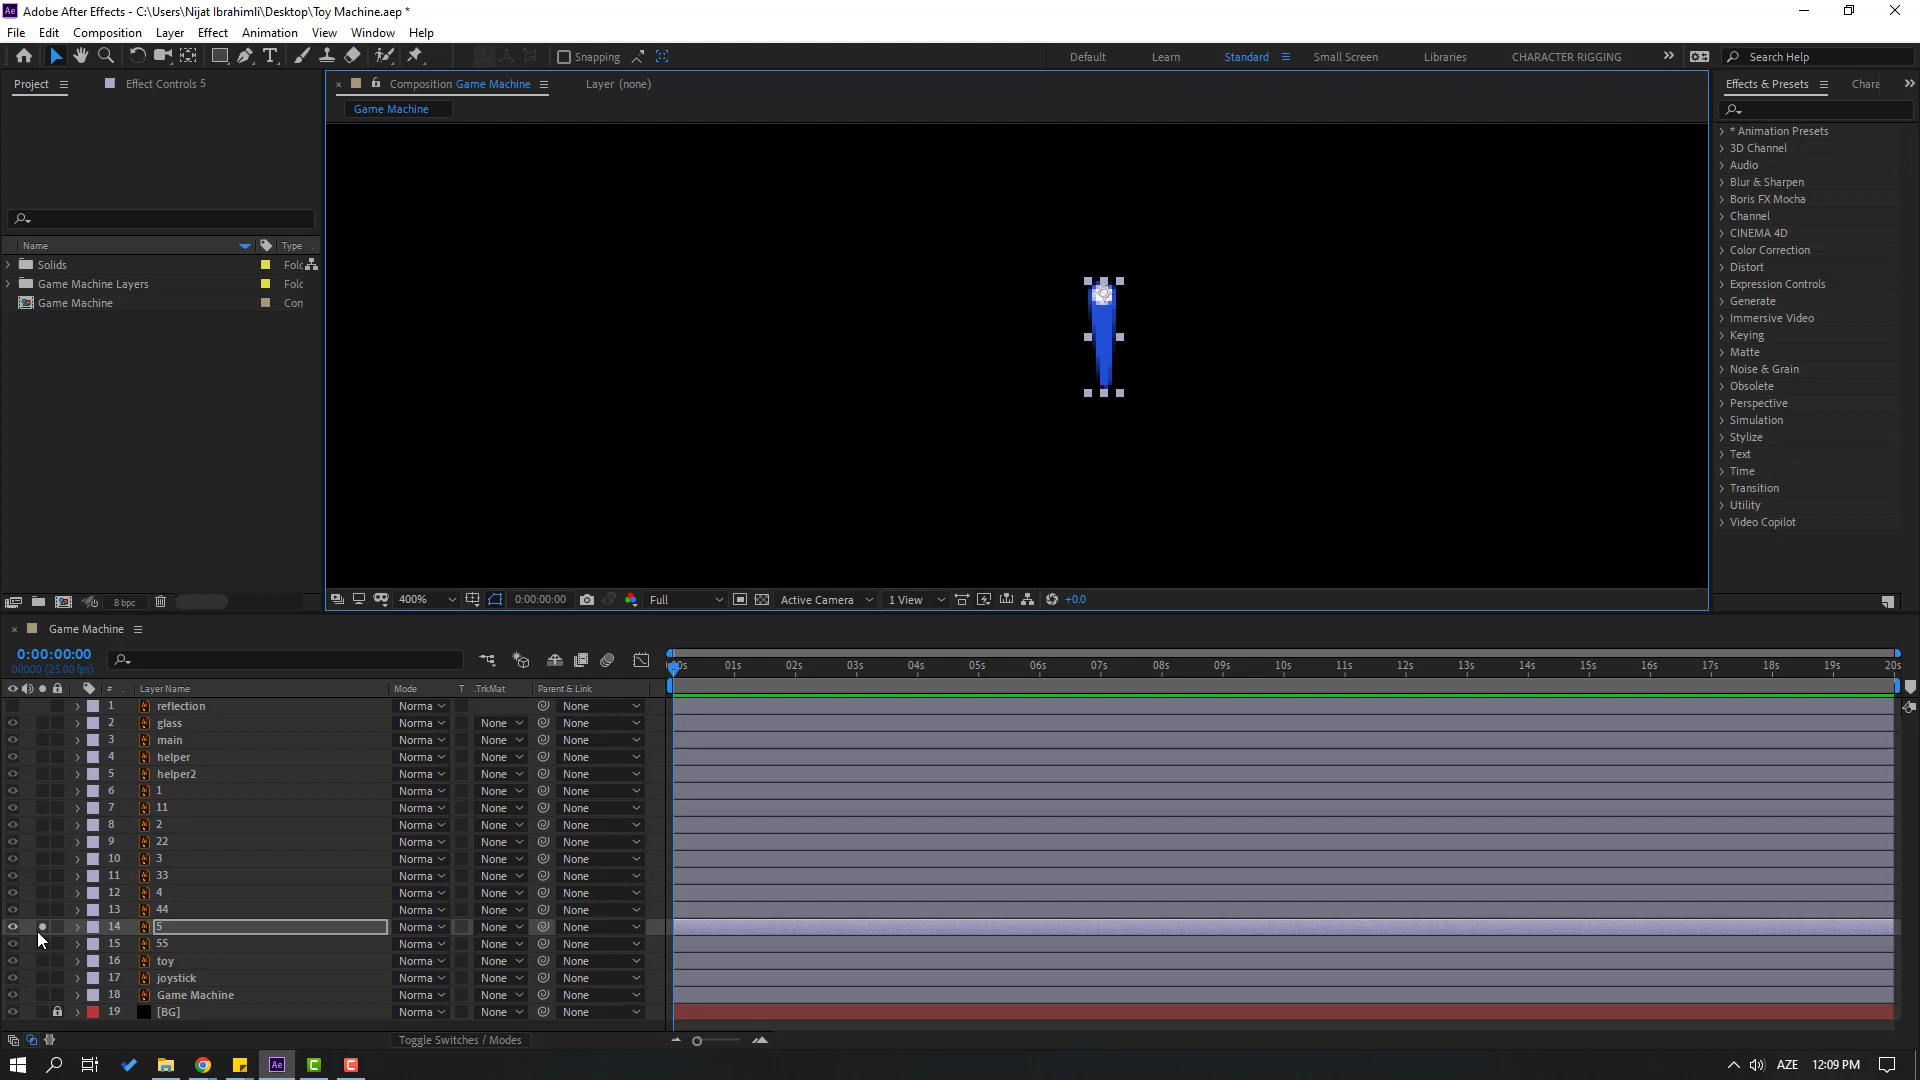 Adobe After Effects - C:\Users\Nijat Ibrahimli\Desktop\Toy Machine.aep *
File Edit Composition Layer Effect Animation View Window Help
Snapping
Default Learn Standard Small Screen Libraries CHARACTER RIGGING Search Help
Project Effect Controls 5 Composition Game Machine Layer (none) Effects & Presets Chara
Game Machine
Name Type
Solids Folc
Game Machine Layers Folc
Game Machine Con
* Animation Presets
3D Channel
Audio
Blur & Sharpen
Boris FX Mocha
Channel
CINEMA 4D
Color Correction
Distort
Expression Controls
Generate
Immersive Video
Keying
Matte
Noise & Grain
Obsolete
Perspective
Simulation
Stylize
Text
Time
Transition
Utility
Video Copilot
8 bpc 400% 0:00:00:00 Full Active Camera 1 View +0.0
Game Machine
0:00:00:00
00000 (25.00 fps)
00s 01s 02s 03s 04s 05s 06s 07s 08s 09s 10s 11s 12s 13s 14s 15s 16s 17s 18s 19s 20s
# Layer Name Mode T .TrkMat Parent & Link
1 reflection Norma None
2 glass Norma None None
3 main Norma None None
4 helper Norma None None
5 helper2 Norma None None
6 1 Norma None None
7 11 Norma None None
8 2 Norma None None
9 22 Norma None None
10 3 Norma None None
11 33 Norma None None
12 4 Norma None None
13 44 Norma None None
14 5 Norma None None
15 55 Norma None None
16 toy Norma None None
17 joystick Norma None None
18 Game Machine Norma None None
19 [BG] Norma None None
Toggle Switches / Modes
AZE 12:09 PM